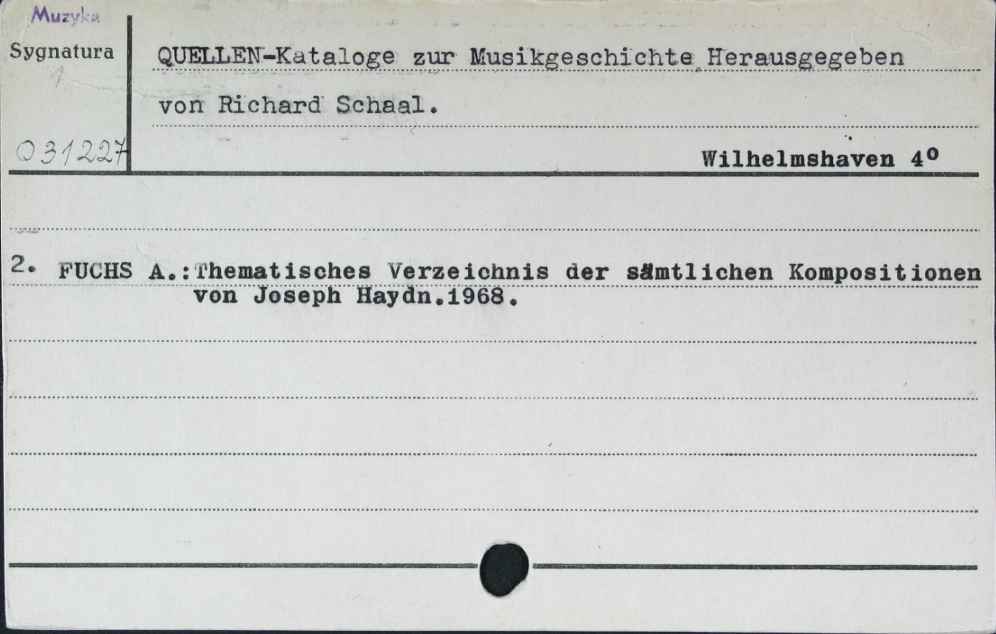 Muzyka
Sygnatura
QUELLEN-Kataloge zur Musikgeschichte Herausgegeben
von Richard Schaal.
031227
Wilhelmshaven 4º
2. FUCHS A.:Thematisches Verzeichnis der sämtlichen Kompositionen
von Joseph Haydn.1968.